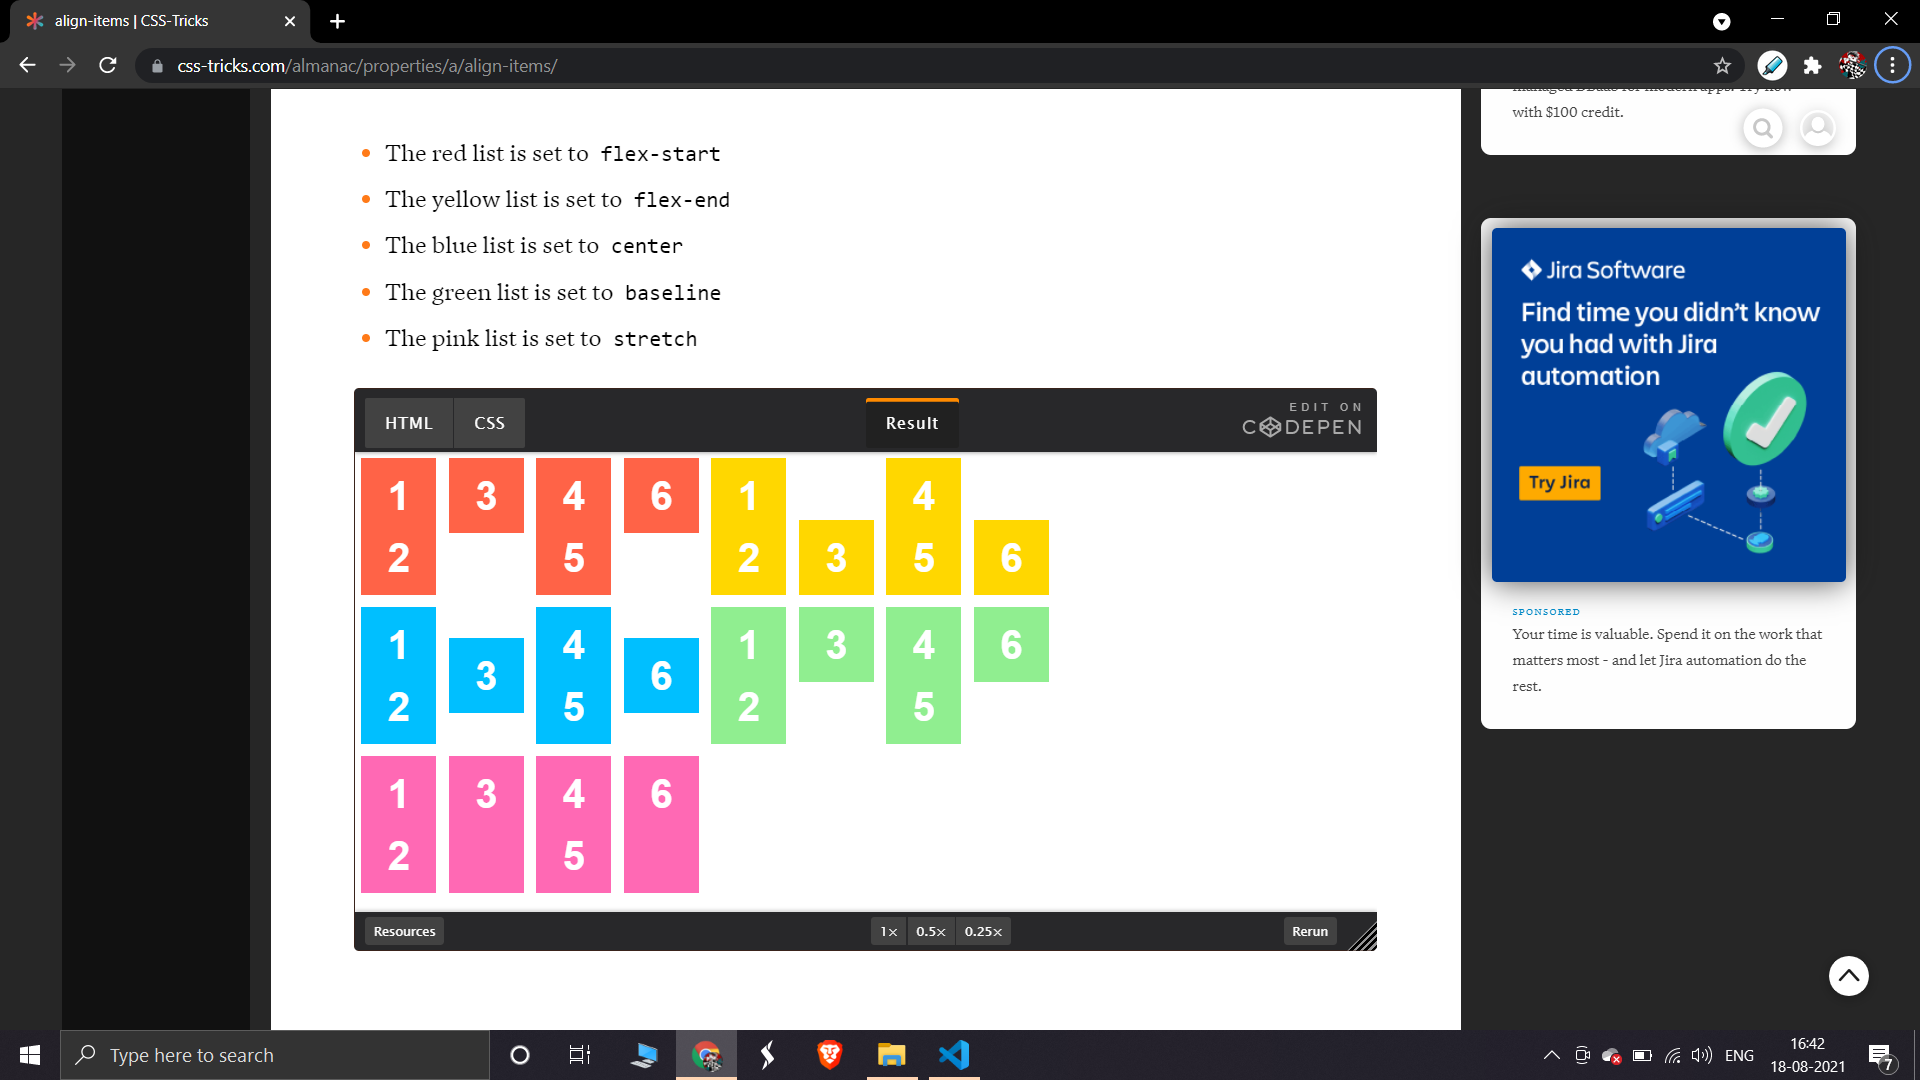 align-items | CSS-Tricks
css-tricks.com/almanac/properties/a/align-items/
with $100 credit.
The red list is set to flex-start
The yellow list is set to flex-end
The blue list is set to center
The green list is set to baseline
The pink list is set to stretch
HTML CSS Result EDIT ON
CODEPEN
1 3 4 6 1 4
2 5 2 3 5 6
1 4 1 3 4 6
3 6
2 5 2 5
1 3 4 6
2 5
Resources 1× 0.5× 0.25× Rerun
Jira Software
Find time you didn't know
you had with Jira
automation
Try Jira
SPONSORED
Your time is valuable. Spend it on the work that
matters most - and let Jira automation do the
rest.
Type here to search
ENG
16:42
18-08-2021
7